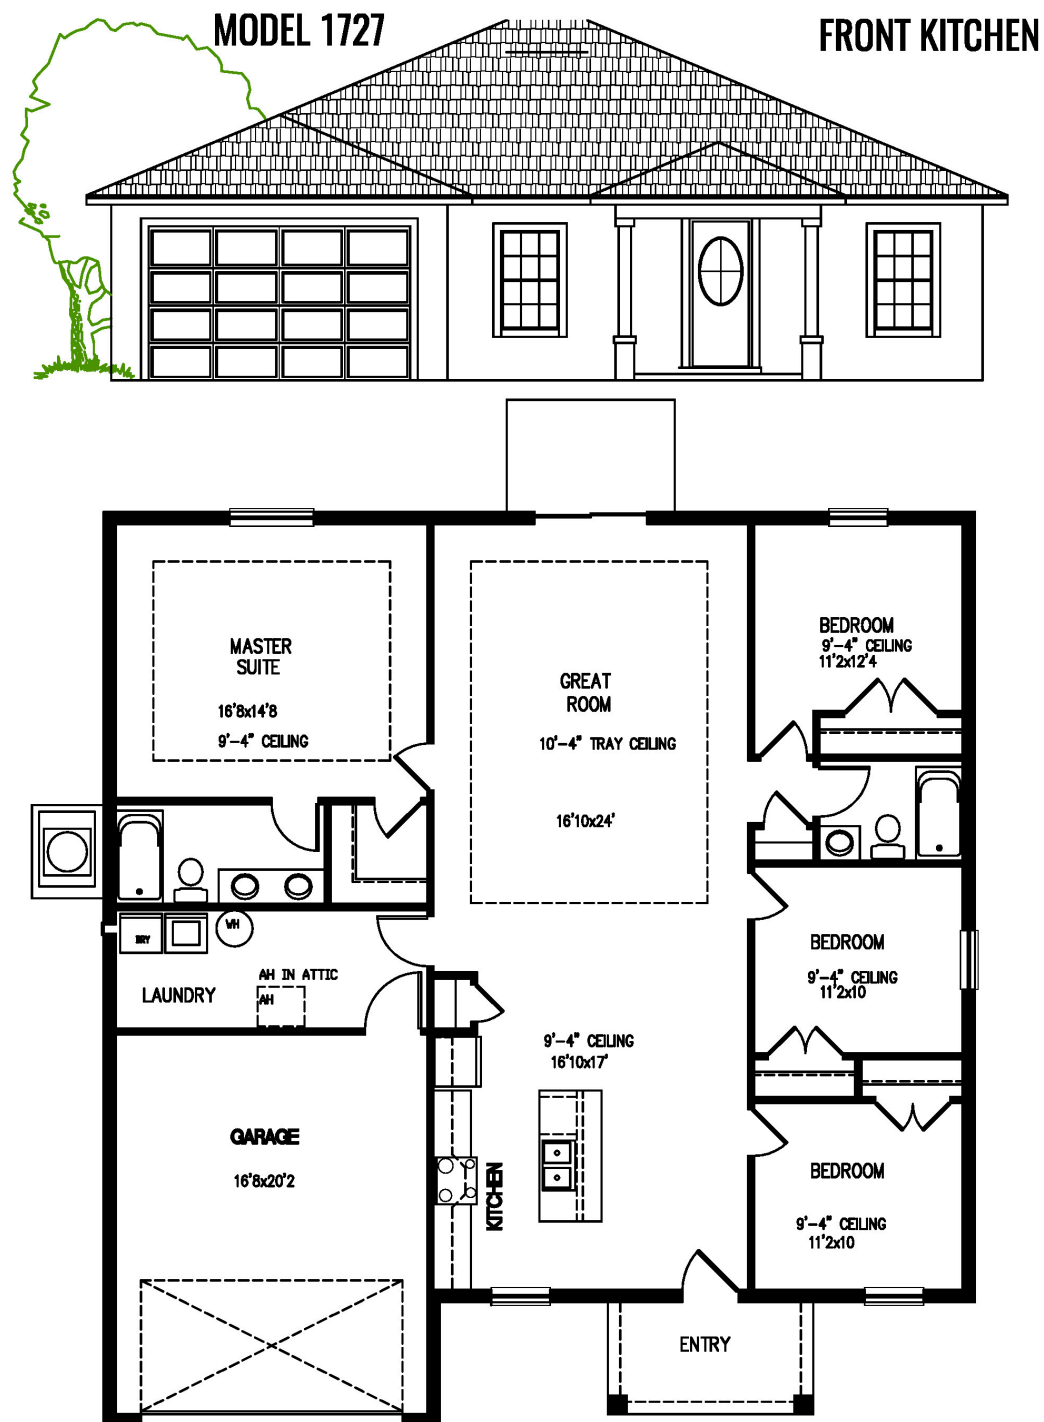 MODEL 1727
FRONT KITCHEN
MASTER
SUITE
16'8x14'8
9'-4" CEILING
GREAT
ROOM
10'-4" TRAY CEILING
16'10x24'
BEDROOM
9'-4" CEILING
11'2x12'4
DRY
WH
AH IN ATTIC
AH
LAUNDRY
BEDROOM
9'-4" CEILING
11'2x10
9'-4" CEILING
16'10x17'
GARAGE
16'8x20'2
KITCHEN
BEDROOM
9'-4" CEILING
11'2x10
ENTRY